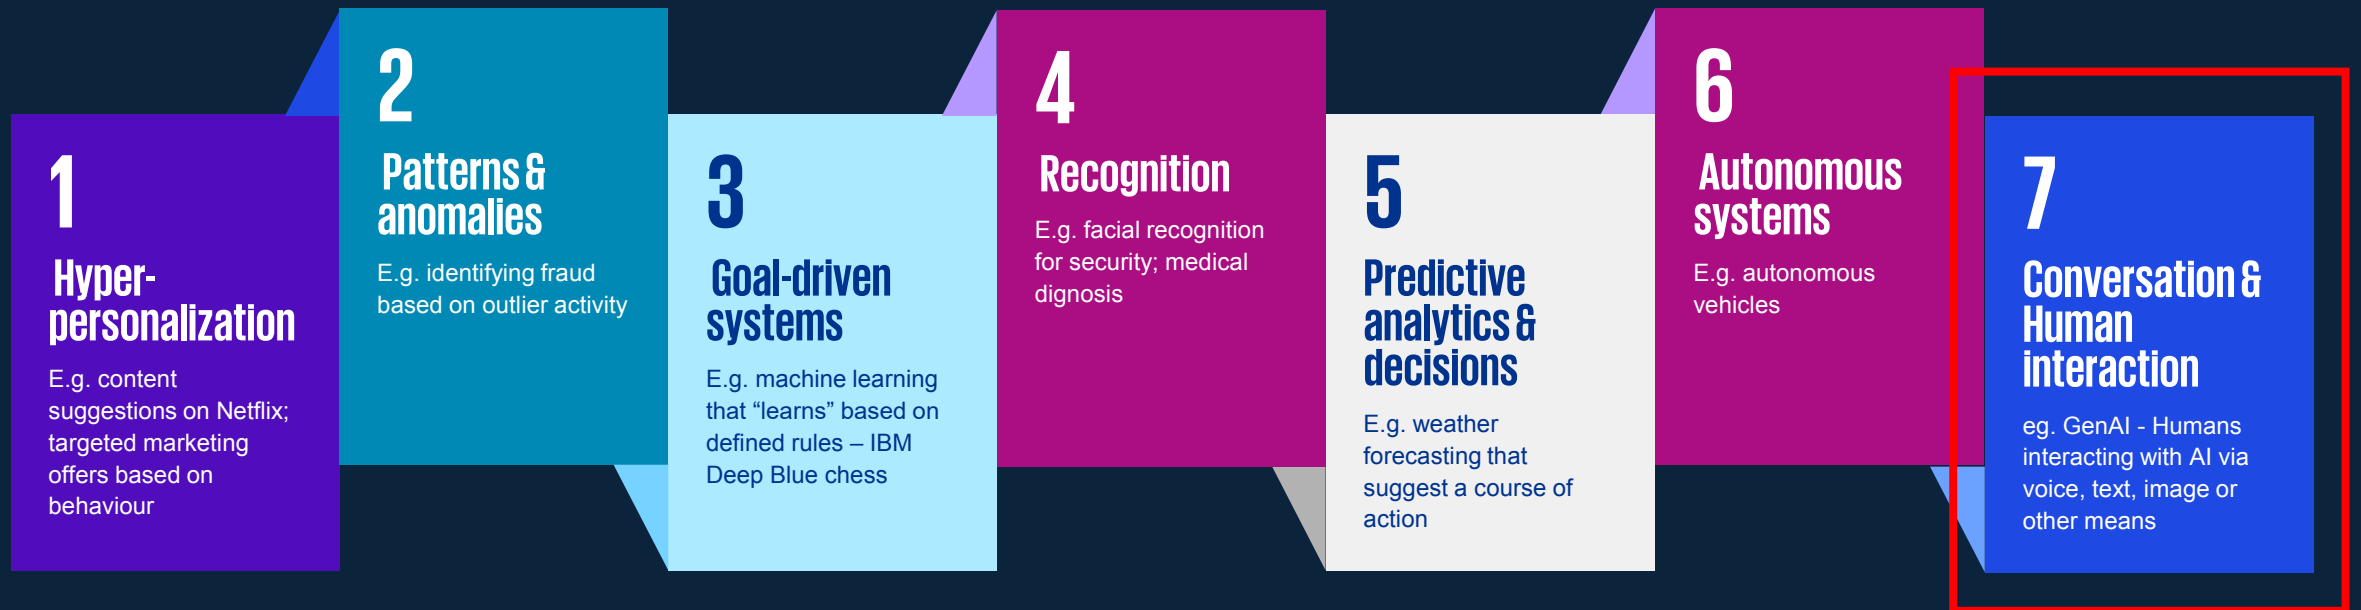 1
Hyper-
personalization
E.g. content
suggestions on Netflix;
targeted marketing
offers based on
behaviour
2
Patterns &
anomalies
E.g. identifying fraud
based on outlier activity
3
Goal-driven
systems
E.g. machine learning
that “learns” based on
defined rules – IBM
Deep Blue chess
4
Recognition
E.g. facial recognition
for security; medical
dignosis
5
Predictive
analytics &
decisions
E.g. weather
forecasting that
suggest a course of
action
6
Autonomous
systems
E.g. autonomous
vehicles
7
Conversation &
Human
interaction
eg. GenAI - Humans
interacting with AI via
voice, text, image or
other means